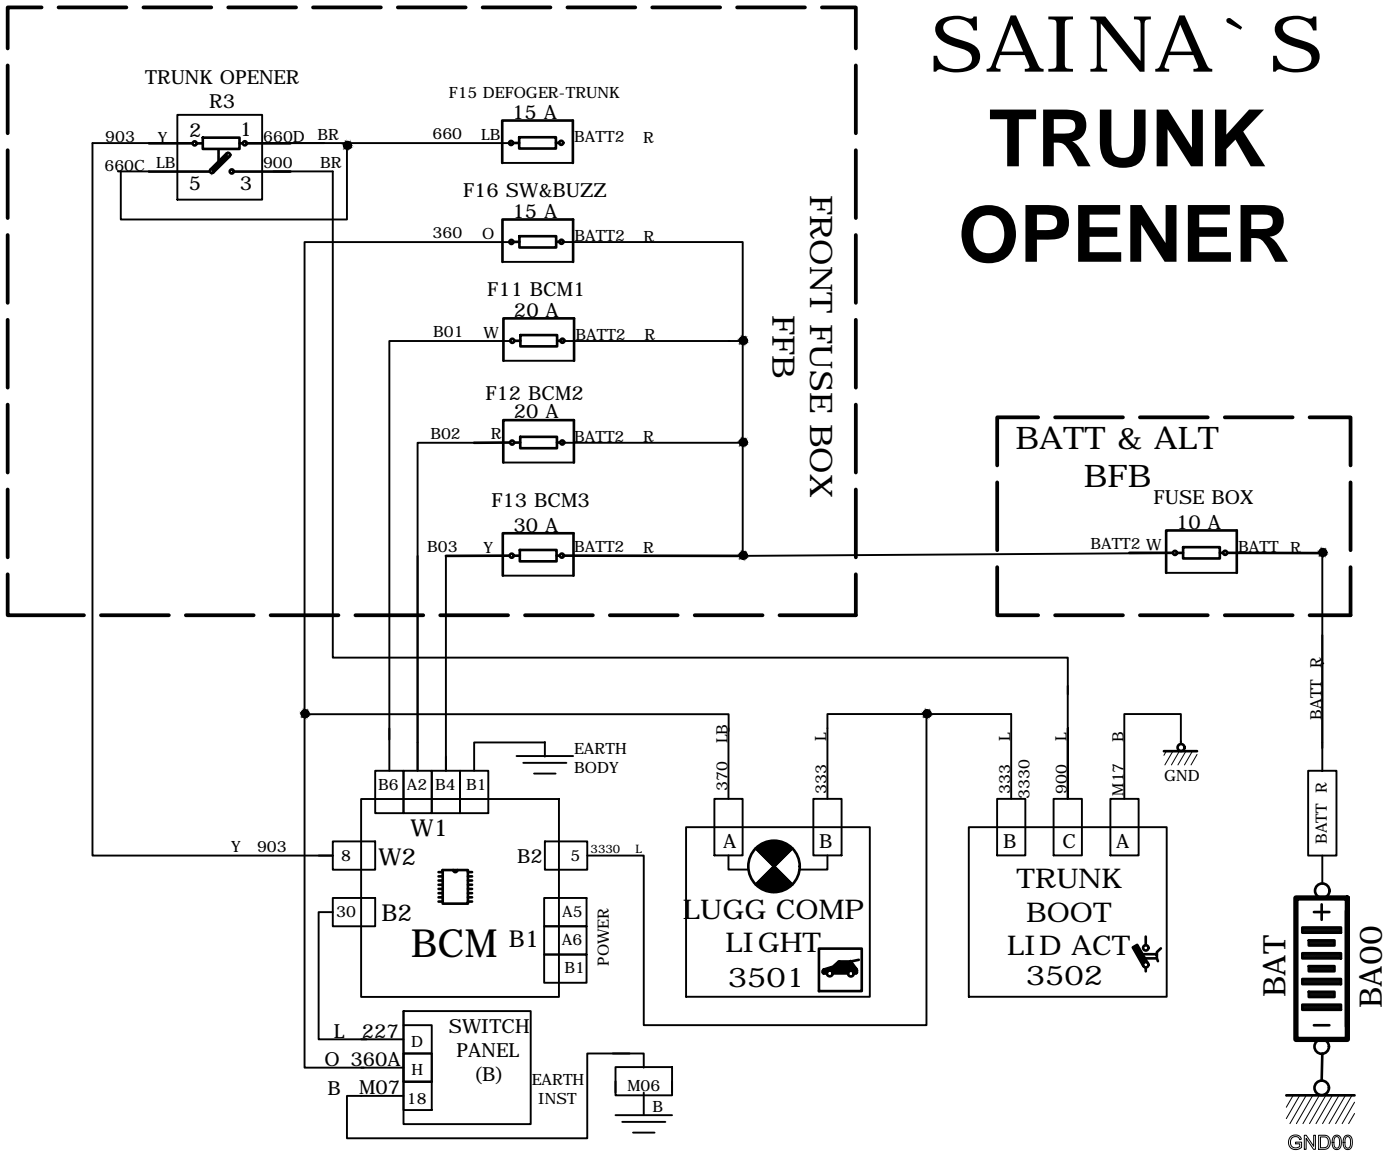 SAINA`S
TRUNK
OPENER
TRUNK OPENER
R3
903 Y 2 1 660D BR
660C LB 5 3 900 BR
F15 DEFOGER-TRUNK
15 A
660 LB BATT2 R
F16 SW&BUZZ
15 A
360 O BATT2 R
F11 BCM1
20 A
B01 W BATT2 R
F12 BCM2
20 A
B02 R BATT2 R
F13 BCM3
30 A
B03 Y BATT2 R
FRONT FUSE BOX
FFB
BATT & ALT
BFB
FUSE BOX
10 A
BATT2 W BATT R
BATT R
BATT R
EARTH
BODY
B6 A2 B4 B1
W1
Y 903 8 W2
B2 5 3330 L
30 B2
BCM
B1 A5
A6
B1
POWER
370 LB
333 L
A B
LUGG COMP
LIGHT
3501
333 L
3330
900 L
M17 B
GND
B C A
TRUNK
BOOT
LID ACT
3502
BAT
+
−
BA00
GND00
L 227 D
O 360A H
B M07 18
SWITCH
PANEL
(B)
EARTH
INST
M06
B